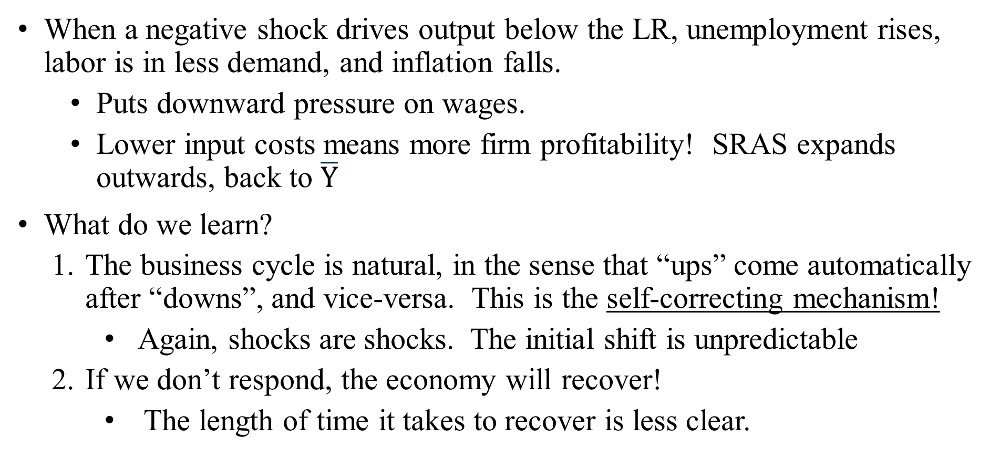 • When a negative shock drives output below the LR, unemployment rises,
labor is in less demand, and inflation falls.
• Puts downward pressure on wages.
• Lower input costs means more firm profitability!  SRAS expands
outwards, back to Y̅
• What do we learn?
1. The business cycle is natural, in the sense that “ups” come automatically
after “downs”, and vice-versa.  This is the self-correcting mechanism!
• Again, shocks are shocks.  The initial shift is unpredictable
2. If we don’t respond, the economy will recover!
• The length of time it takes to recover is less clear.